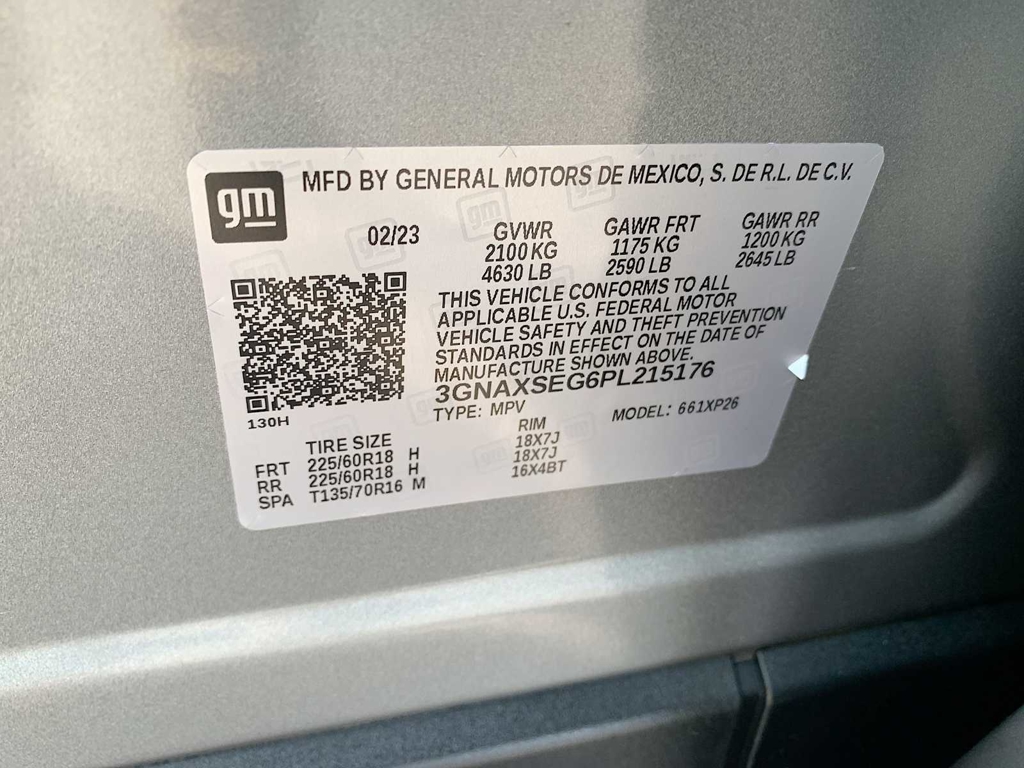 gm
MFD BY GENERAL MOTORS DE MEXICO, S. DE R.L. DE C.V.
02/23
GVWR GAWR FRT GAWR RR
2100 KG 1175 KG 1200 KG
4630 LB 2590 LB 2645 LB
THIS VEHICLE CONFORMS TO ALL
APPLICABLE U.S. FEDERAL MOTOR
VEHICLE SAFETY AND THEFT PREVENTION
STANDARDS IN EFFECT ON THE DATE OF
MANUFACTURE SHOWN ABOVE.
3GNAXSEG6PL215176
TYPE: MPV MODEL: 661XP26
130H
TIRE SIZE RIM
FRT 225/60R18 H 18X7J
RR 225/60R18 H 18X7J
SPA T135/70R16 M 16X4BT